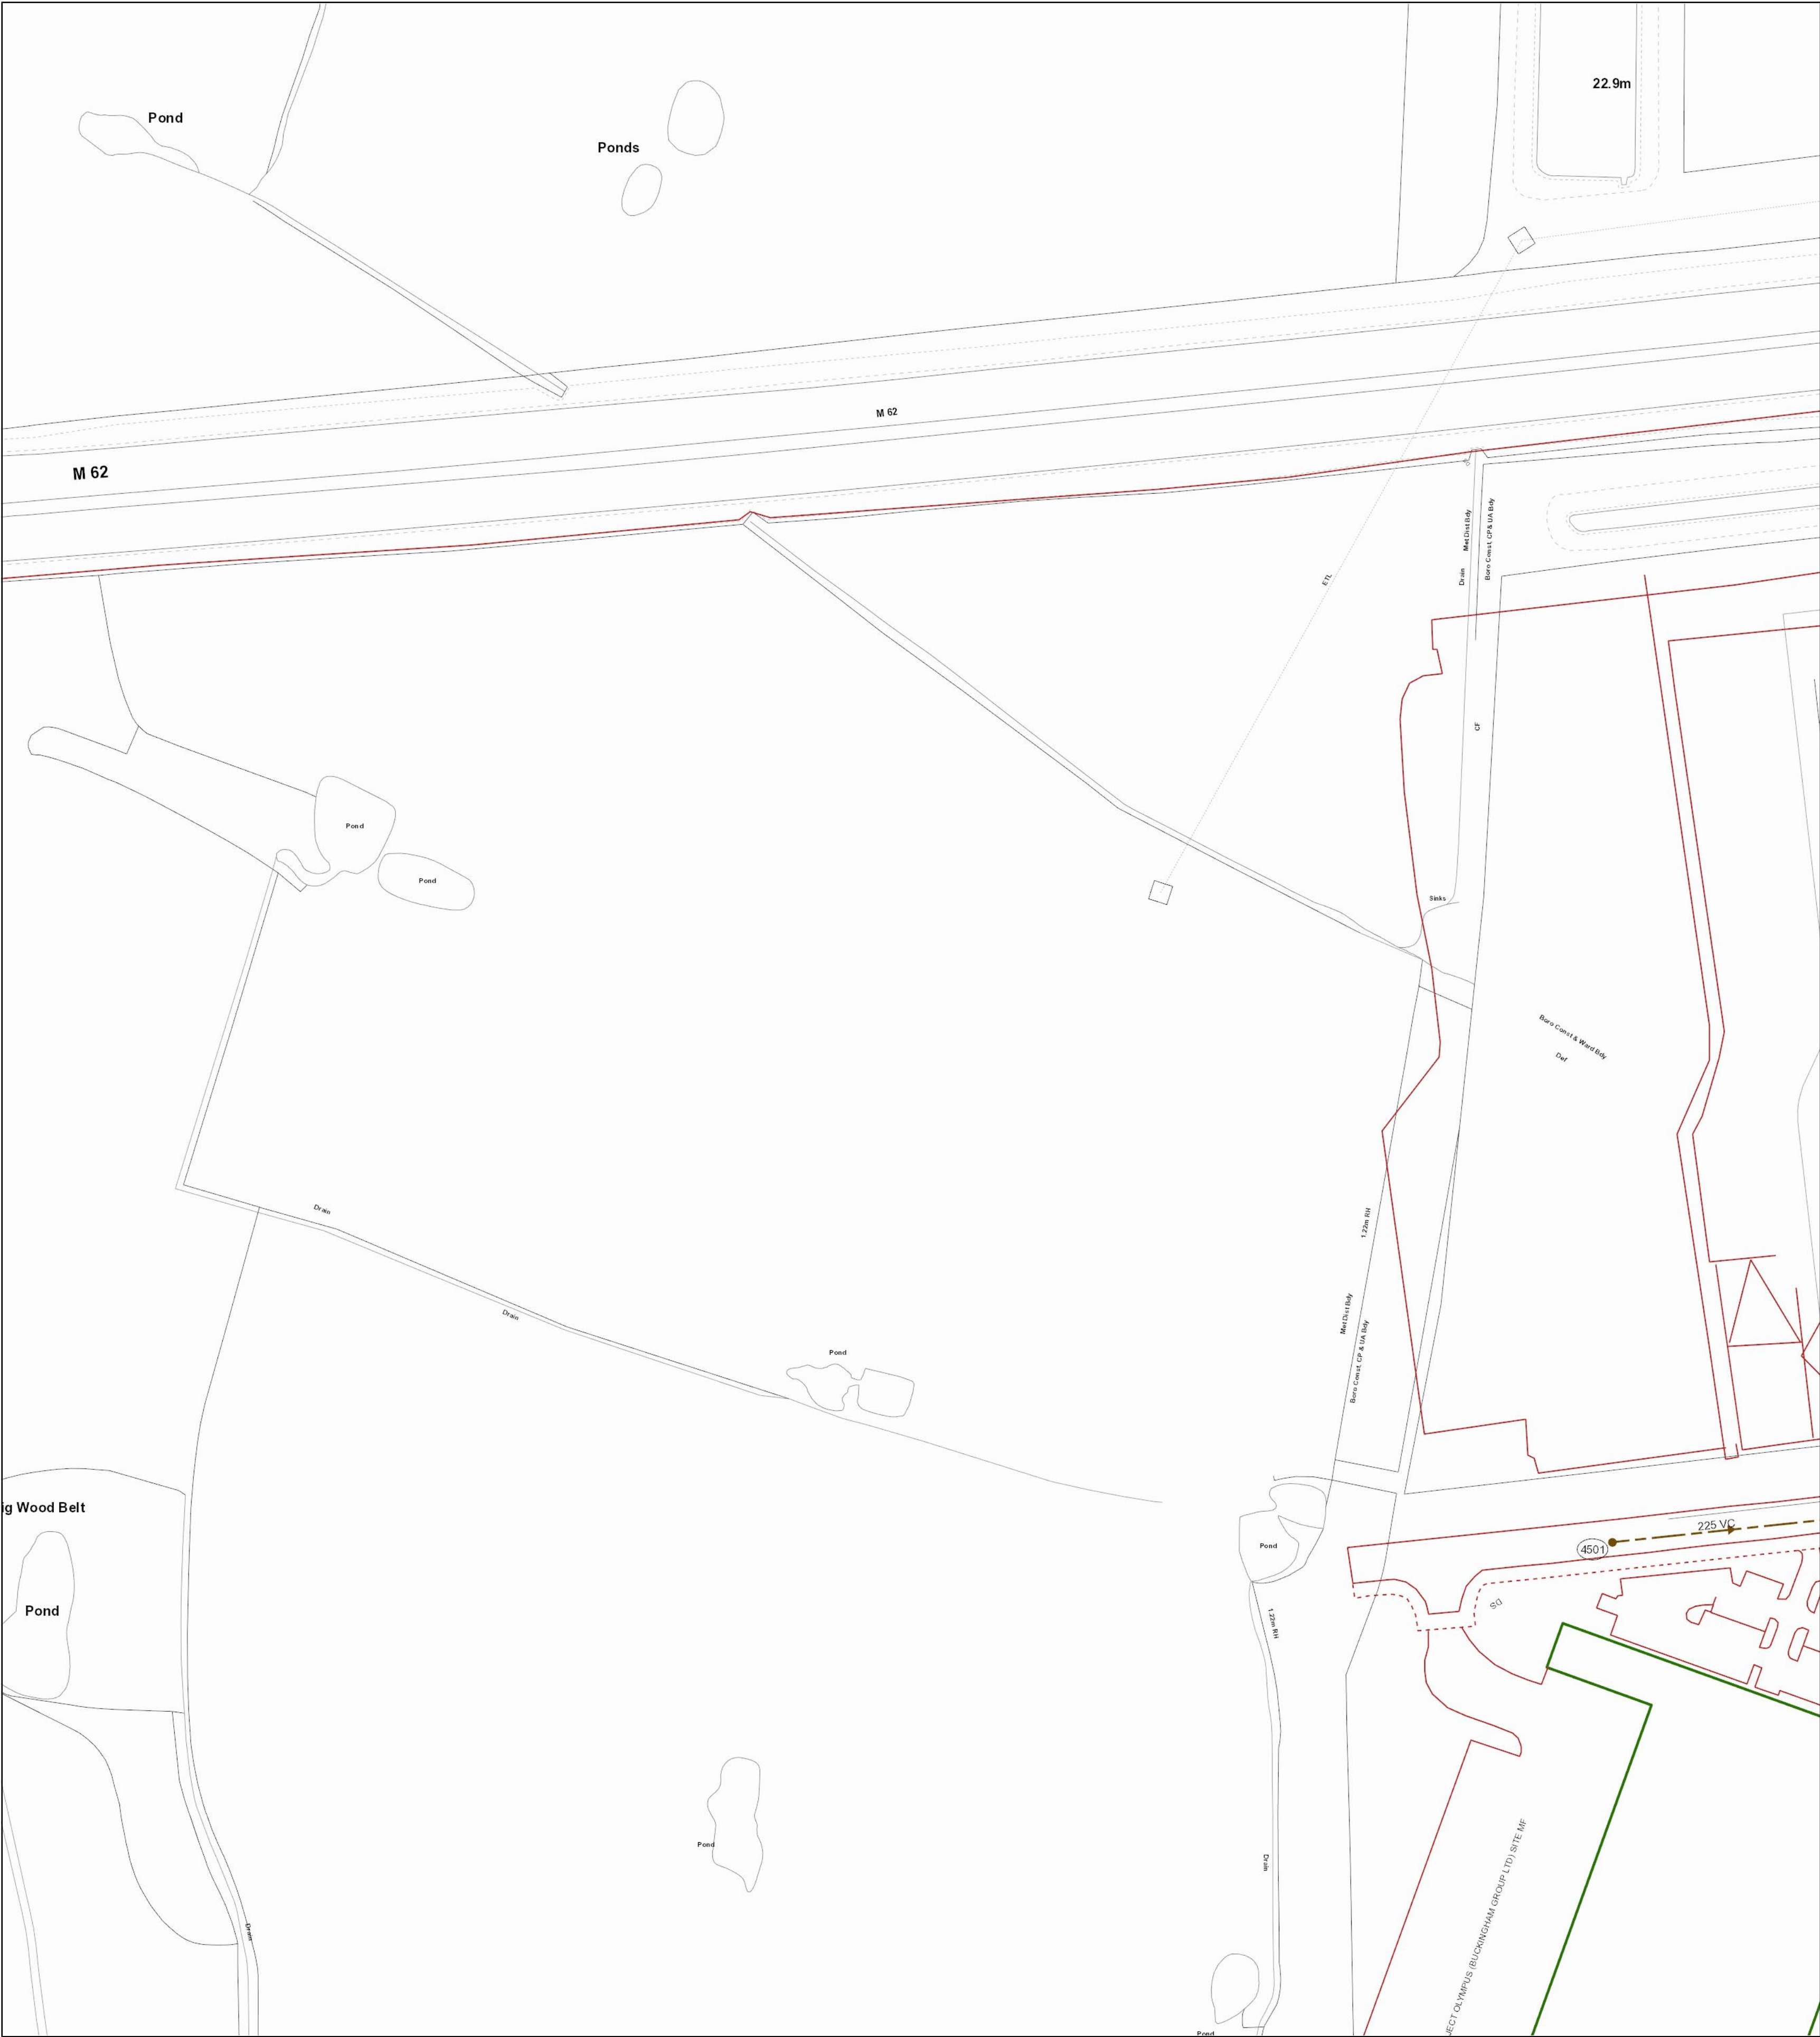 22.9m
Pond
Ponds
M 62
M 62
ETL
Drain
Met Dist Bdy
Boro Const, CP & UA Bdy
CF
Pond
Pond
Sinks
Boro Const & Ward Bdy
Def
Drain
Drain
1.22m RH
Met Dist Bdy
Boro Const, CP & UA Bdy
Pond
ig Wood Belt
Pond
Pond
225 VC
4501
SD
1.22m RH
Pond
Drain
Drain
JECT OLYMPUS (BUCKINGHAM GROUP LTD) SITE MF
Pond